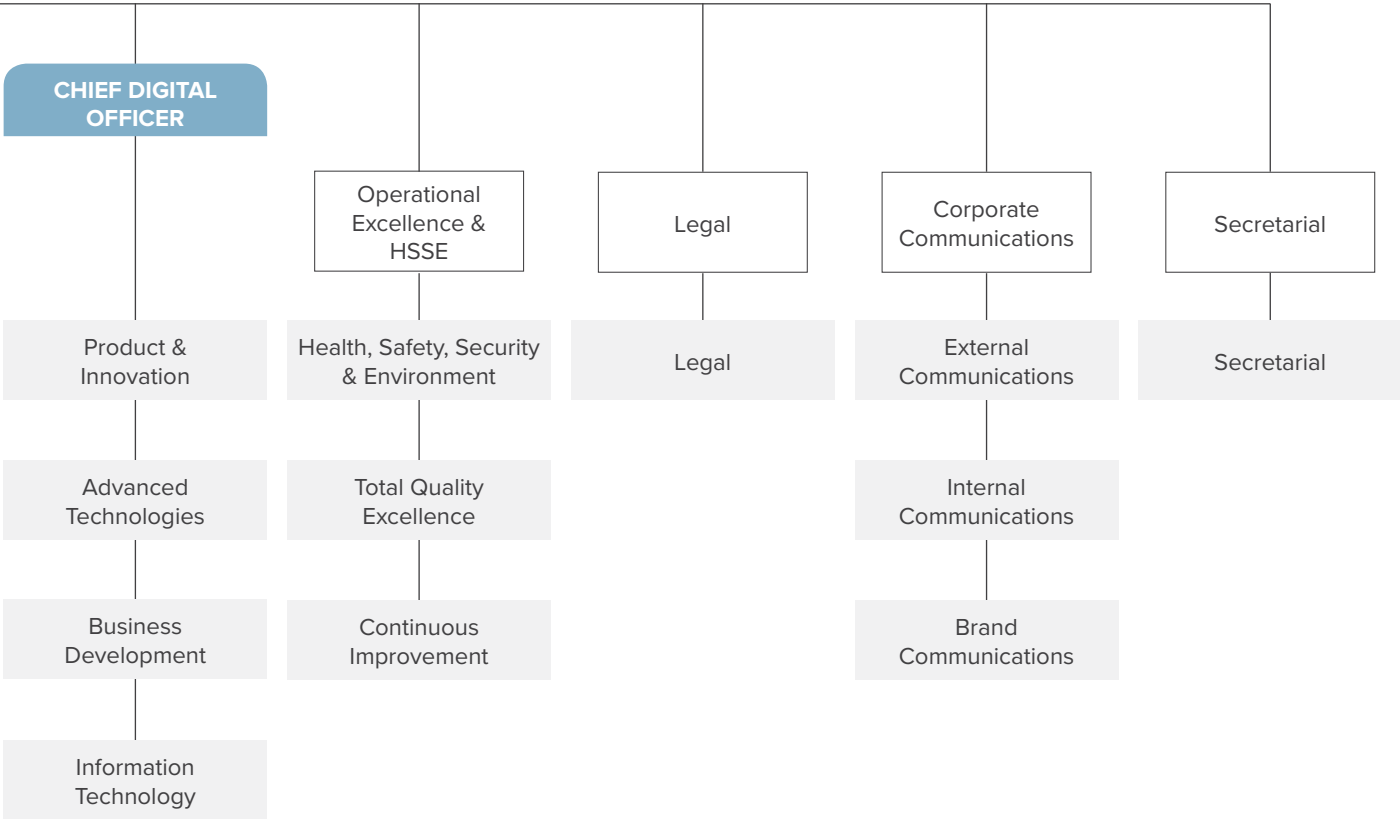 CHIEF DIGITAL
OFFICER
Operational
Excellence &
HSSE
Legal
Corporate
Communications
Secretarial
Product &
Innovation
Health, Safety, Security
& Environment
Legal
External
Communications
Secretarial
Advanced
Technologies
Total Quality
Excellence
Internal
Communications
Business
Development
Continuous
Improvement
Brand
Communications
Information
Technology